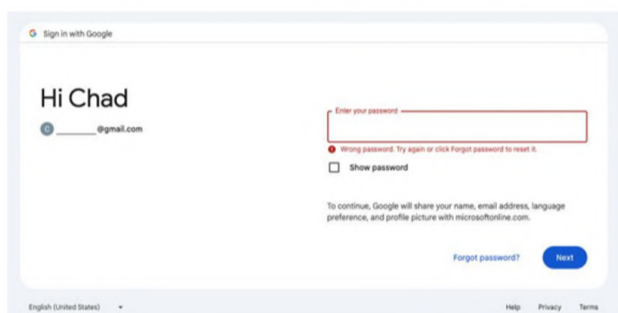 Sign in with Google
Hi Chad
C ________@gmail.com
Enter your password
Wrong password. Try again or click Forgot password to reset it.
Show password
To continue, Google will share your name, email address, language
preference, and profile picture with microsoftonline.com.
Forgot password?
Next
English (United States)
Help Privacy Terms